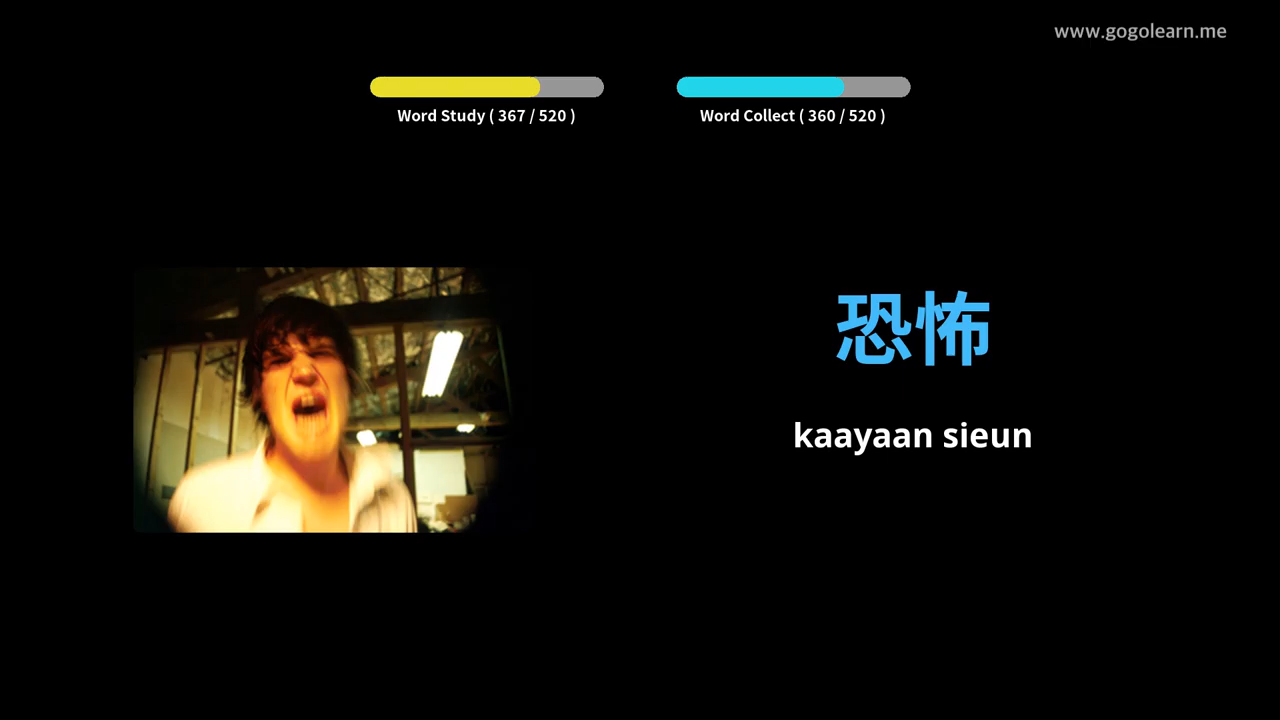 www.gogolearn.me
Word Study ( 367 / 520 )
Word Collect ( 360 / 520 )
恐怖
kaayaan sieun